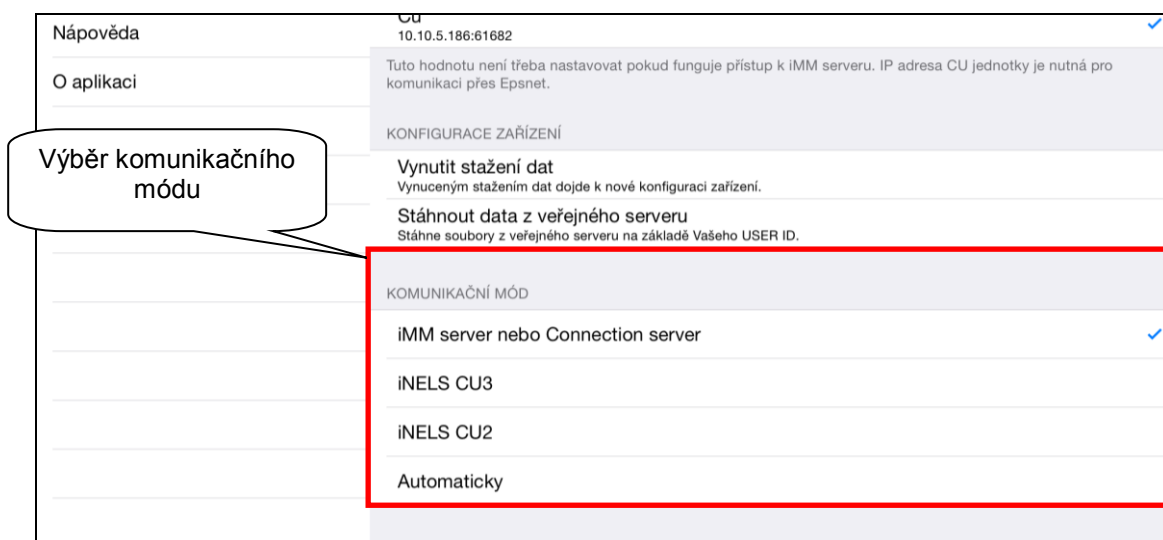 Nápověda
O aplikaci
Výběr komunikačního
módu
Cu
10.10.5.186:61682
Tuto hodnotu není třeba nastavovat pokud funguje přístup k iMM serveru. IP adresa CU jednotky je nutná pro
komunikaci přes Epsnet.
KONFIGURACE ZAŘÍZENÍ
Vynutit stažení dat
Vynuceným stažením dat dojde k nové konfiguraci zařízení.
Stáhnout data z veřejného serveru
Stáhne soubory z veřejného serveru na základě Vašeho USER ID.
KOMUNIKAČNÍ MÓD
iMM server nebo Connection server
iNELS CU3
iNELS CU2
Automaticky